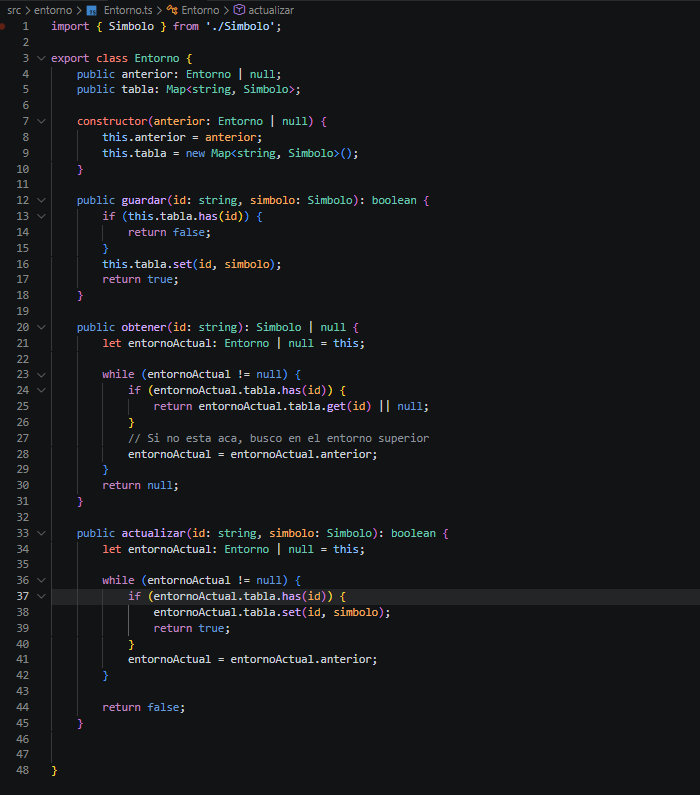 src > entorno > TS Entorno.ts > Entorno > actualizar
1 import { Simbolo } from './Simbolo';
2
3 export class Entorno {
4     public anterior: Entorno | null;
5     public tabla: Map<string, Simbolo>;
6
7     constructor(anterior: Entorno | null) {
8         this.anterior = anterior;
9         this.tabla = new Map<string, Simbolo>();
10     }
11
12     public guardar(id: string, simbolo: Simbolo): boolean {
13         if (this.tabla.has(id)) {
14             return false;
15         }
16         this.tabla.set(id, simbolo);
17         return true;
18     }
19
20     public obtener(id: string): Simbolo | null {
21         let entornoActual: Entorno | null = this;
22
23         while (entornoActual != null) {
24             if (entornoActual.tabla.has(id)) {
25                 return entornoActual.tabla.get(id) || null;
26             }
27             // Si no esta aca, busco en el entorno superior
28             entornoActual = entornoActual.anterior;
29         }
30         return null;
31     }
32
33     public actualizar(id: string, simbolo: Simbolo): boolean {
34         let entornoActual: Entorno | null = this;
35
36         while (entornoActual != null) {
37             if (entornoActual.tabla.has(id)) {
38                 entornoActual.tabla.set(id, simbolo);
39                 return true;
40             }
41             entornoActual = entornoActual.anterior;
42         }
43
44         return false;
45     }
46
47
48 }